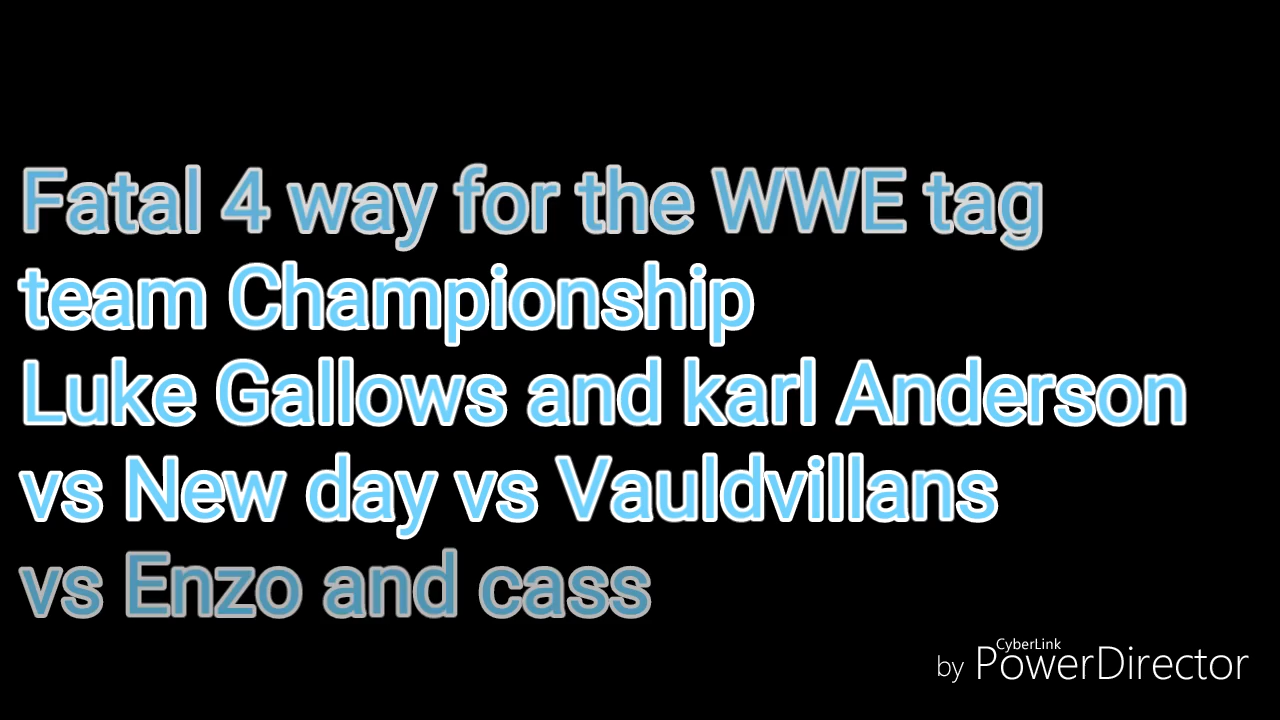 Fatal 4 way for the WWE tag
team Championship
Luke Gallows and karl Anderson
vs New day vs Vauldvillans
vs Enzo and cass
CyberLink
by PowerDirector